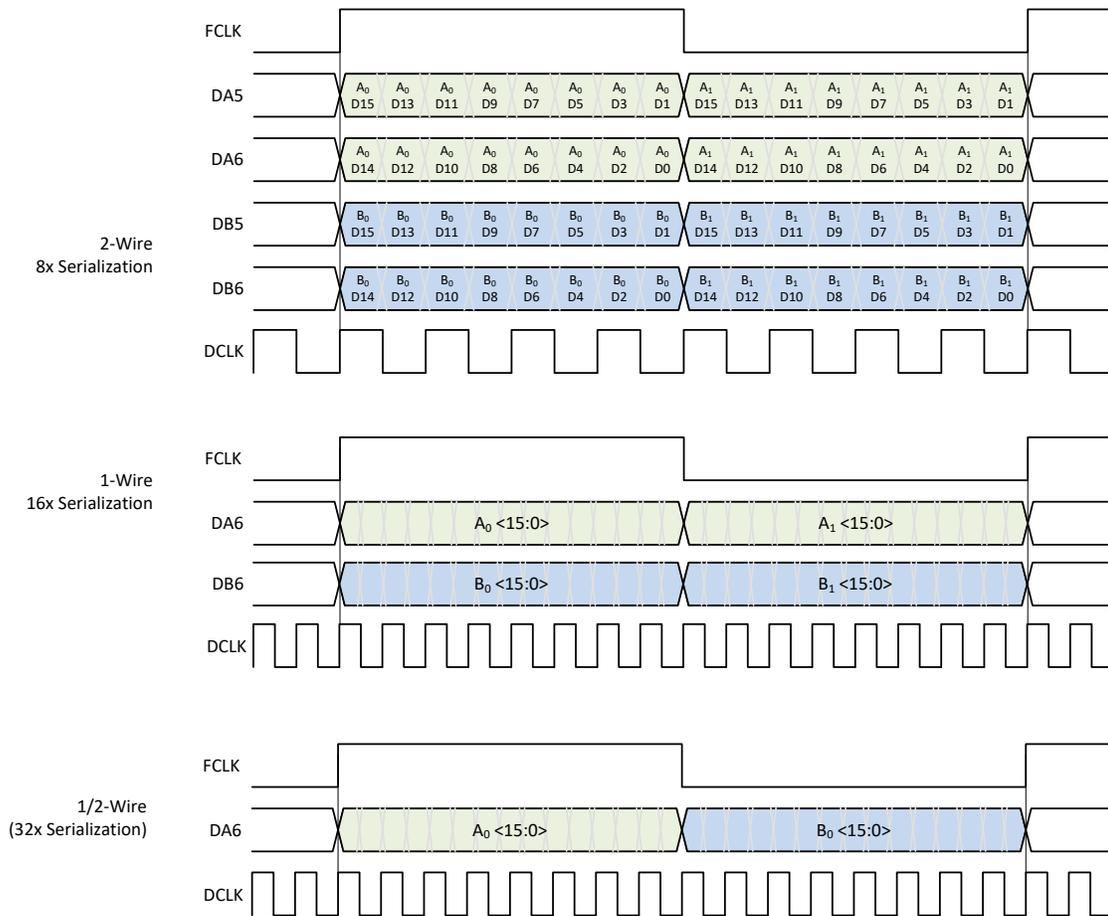 FCLK
DA5
A0 A0 A0 A0 A0 A0 A0 A0 A1 A1 A1 A1 A1 A1 A1 A1
D15 D13 D11 D9 D7 D5 D3 D1 D15 D13 D11 D9 D7 D5 D3 D1
DA6
A0 A0 A0 A0 A0 A0 A0 A0 A1 A1 A1 A1 A1 A1 A1 A1
D14 D12 D10 D8 D6 D4 D2 D0 D14 D12 D10 D8 D6 D4 D2 D0
2-Wire
8x Serialization
DB5
B0 B0 B0 B0 B0 B0 B0 B0 B1 B1 B1 B1 B1 B1 B1 B1
D15 D13 D11 D9 D7 D5 D3 D1 D15 D13 D11 D9 D7 D5 D3 D1
DB6
B0 B0 B0 B0 B0 B0 B0 B0 B1 B1 B1 B1 B1 B1 B1 B1
D14 D12 D10 D8 D6 D4 D2 D0 D14 D12 D10 D8 D6 D4 D2 D0
DCLK
FCLK
1-Wire
16x Serialization
DA6 A0 <15:0> A1 <15:0>
DB6 B0 <15:0> B1 <15:0>
DCLK
FCLK
1/2-Wire
(32x Serialization)
DA6 A0 <15:0> B0 <15:0>
DCLK